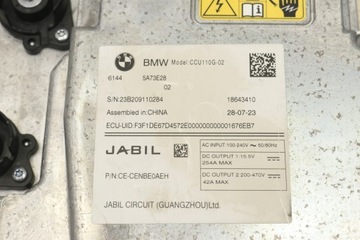 BMW Model: CCU110G-02
6144 5A73E28
02
S/N:23B209110284 18643410
Assembled in:CHINA 28-07-23
ECU-UID:F3F1DE67D4572E0000000000001676EB7
JABIL
AC INPUT 100-240V ~ 50/60Hz
DC OUTPUT 1:15.5V
254A MAX
DC OUTPUT 2:200-470V
42A MAX
P/N:CE-CENBE0AEH
JABIL CIRCUIT (GUANGZHOU)Ltd.